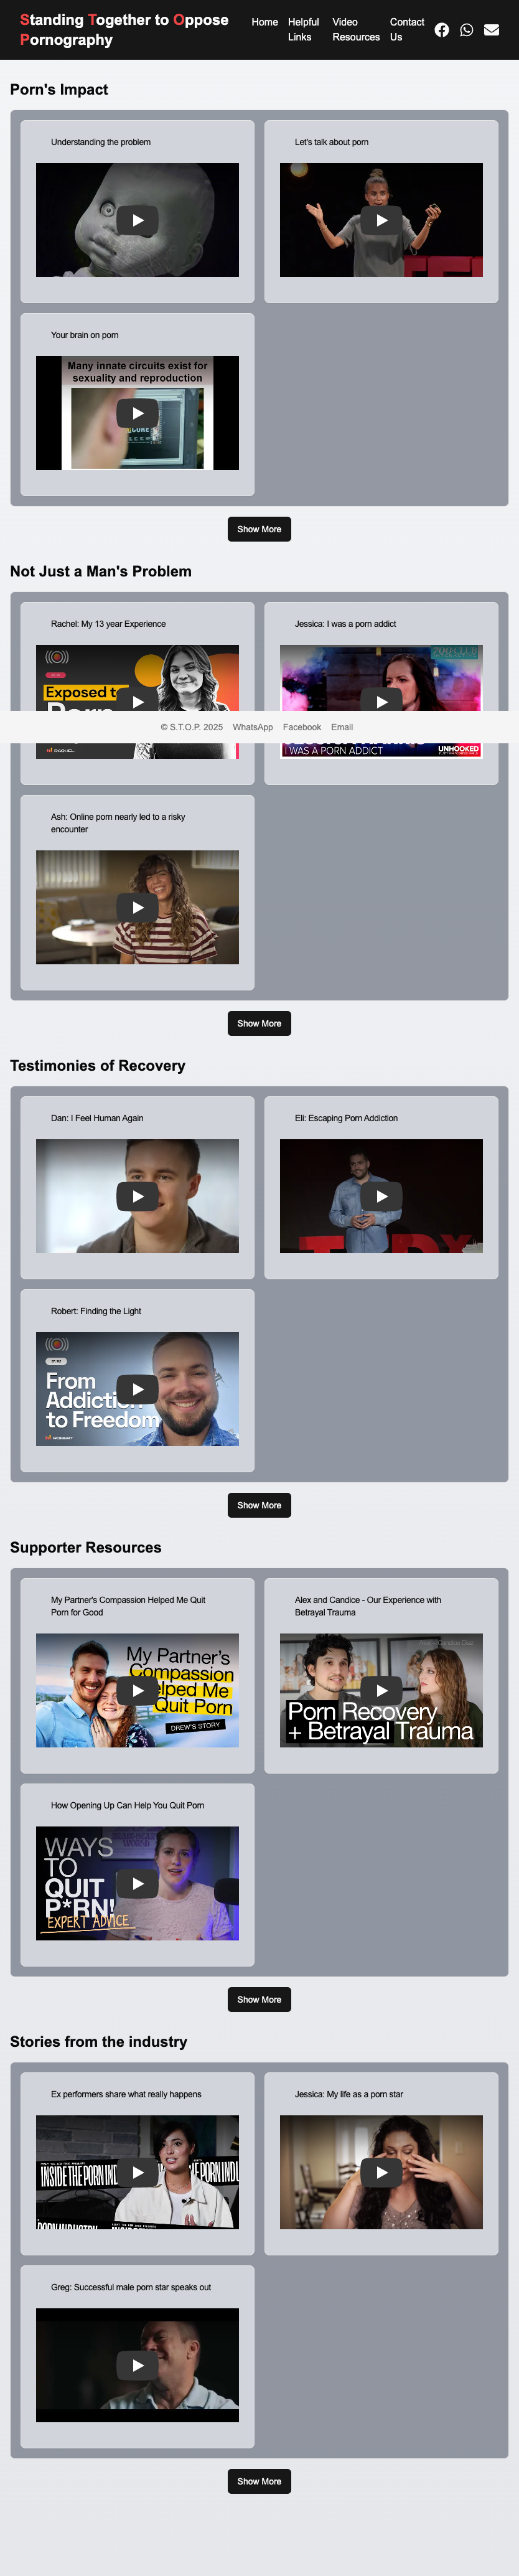 Standing Together to Oppose
Pornography
Home
Helpful
Links
Video
Resources
Contact
Us
Porn's Impact
Understanding the problem
Let's talk about porn
Your brain on porn
Many innate circuits exist for
sexuality and reproduction
Show More
Not Just a Man's Problem
Rachel: My 13 year Experience
Jessica: I was a porn addict
Exposed t
RACHEL
I WAS A PORN ADDICT
UNHOOKED
© S.T.O.P. 2025 WhatsApp Facebook Email
Ash: Online porn nearly led to a risky
encounter
Show More
Testimonies of Recovery
Dan: I Feel Human Again
Eli: Escaping Porn Addiction
Robert: Finding the Light
From
Addiction
to Freedom
ROBERT
Show More
Supporter Resources
My Partner's Compassion Helped Me Quit
Porn for Good
Alex and Candice - Our Experience with
Betrayal Trauma
My Partner's
Compassion
Helped Me
Quit Porn
DREW'S STORY
Porn Recovery
+ Betrayal Trauma
How Opening Up Can Help You Quit Porn
WAYS
TO
QUIT
P*RN!
EXPERT ADVICE
Show More
Stories from the industry
Ex performers share what really happens
Jessica: My life as a porn star
INSIDE THE PORN INDU
Greg: Successful male porn star speaks out
Show More